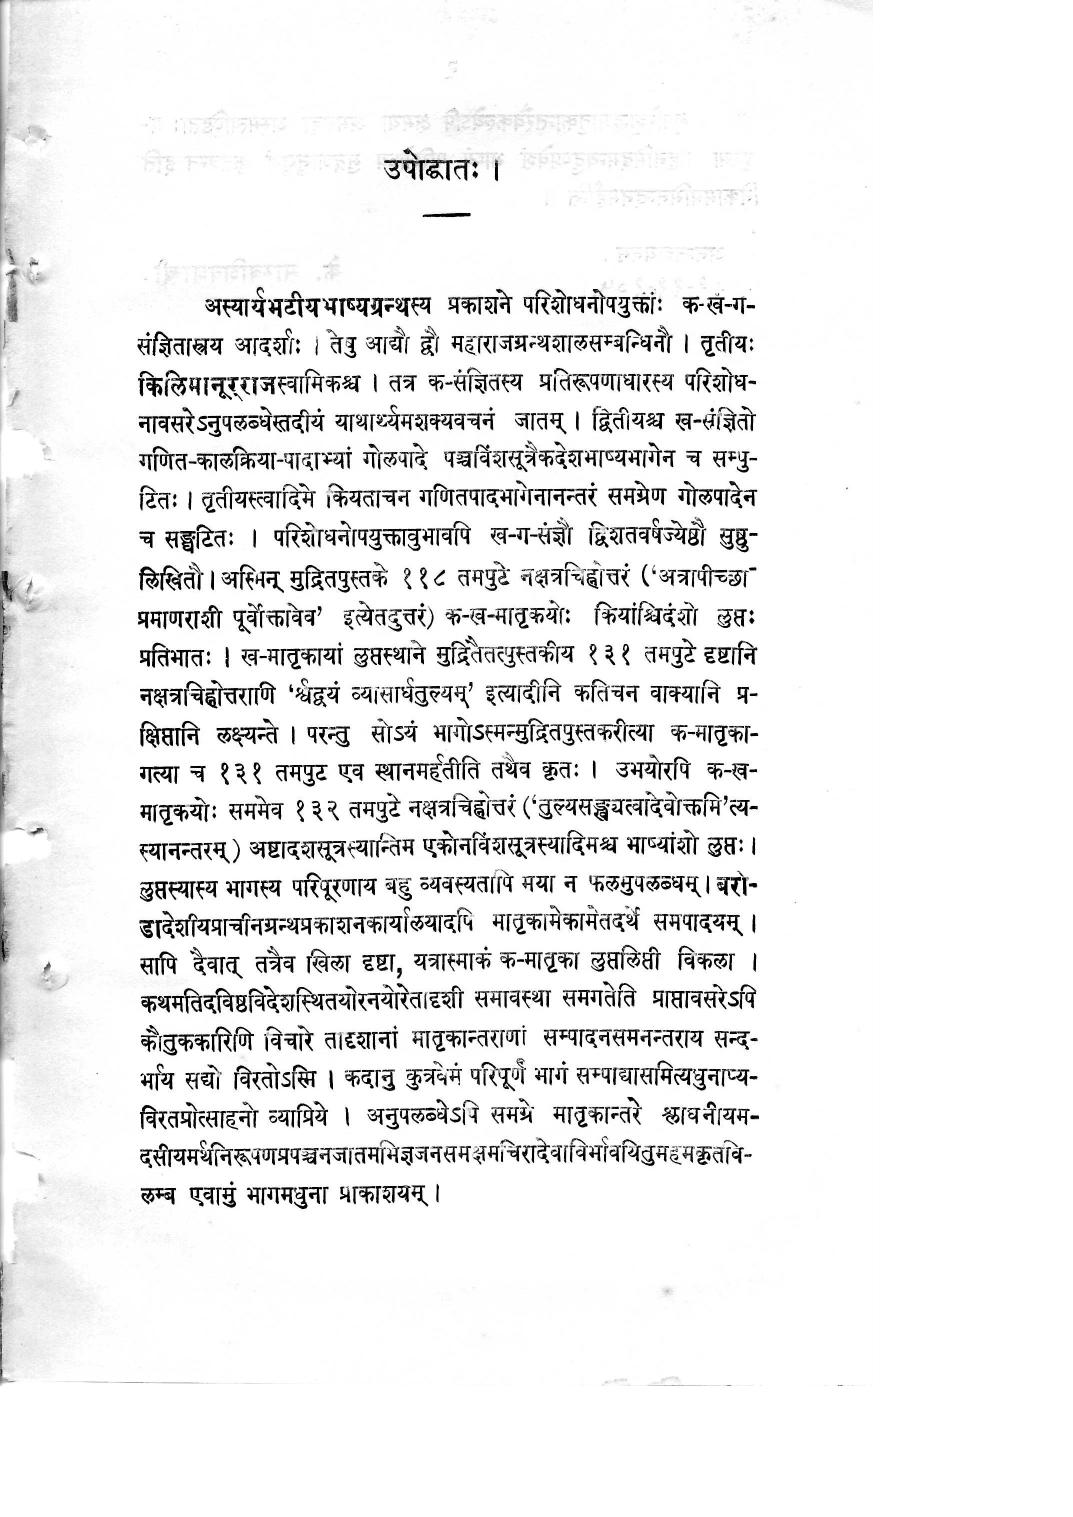 उपोद्घातः ।
अस्यार्यभटीयभाष्यग्रन्थस्य प्रकाशने परिशोधनोपयुक्ताः क-ख-ग-
संज्ञितास्त्रय आदर्शाः । तेषु आद्यौ द्वौ महाराजग्रन्थशालासम्बन्धिनौ । तृतीयः
किलिमानूर्‌राजस्वामिकश्च । तत्र क-संज्ञितस्य प्रतिरूपणाधारस्य परिशोध-
नावसरेऽनुपलब्धेस्तदीयं याथार्थ्यमशक्यवचनं जातम् । द्वितीयश्च ख-संज्ञितो
गणित-कालक्रिया-पादाभ्यां गोलपादे पञ्चविंशसूत्रैकदेशभाष्यभागेन च सम्पु-
टितः । तृतीयस्त्वादिमे कियताचन गणितपादभागेनानन्तरं समग्रेण गोलपादेन
च सङ्घटितः । परिशोधनोपयुक्तावुभावपि ख-ग-संज्ञौ द्विशतवर्षज्येष्ठौ सुष्ठु-
लिखितौ । अस्मिन् मुद्रितपुस्तके ११८ तमपुटे नक्षत्रचिह्नोत्तरं (‘अत्रापीच्छा-
प्रमाणराशी पूर्वोक्तावेव’ इत्येतदुत्तरं) क-ख-मातृकयोः कियांश्चिदंशो लुप्तः
प्रतिभातः । ख-मातृकायां लुप्तस्थाने मुद्रितैतत्पुस्तकीय १३१ तमपुटे दृष्टानि
नक्षत्रचिह्नोत्तराणि ‘र्श्वद्वयं व्यासार्धतुल्यम्’ इत्यादीनि कतिचन वाक्यानि प्र-
क्षिप्तानि लक्ष्यन्ते । परन्तु सोऽयं भागोऽस्मन्मुद्रितपुस्तकरीत्या क-मातृका-
गत्या च १३१ तमपुट एव स्थानमर्हतीति तथैव कृतः । उभयोरपि क-ख-
मातृकयोः सममेव १३२ तमपुटे नक्षत्रचिह्नोत्तरं (‘तुल्यसङ्ख्यत्वादेवोक्तमि’त्य-
स्यानन्तरम् ) अष्टादशसूत्रस्यान्तिम एकोनविंशसूत्रस्यादिमश्च भाष्यांशो लुप्तः ।
लुप्तस्यास्य भागस्य परिपूरणाय बहु व्यवस्यतापि मया न फलमुपलब्धम् । बरो-
डादेशीयप्राचीनग्रन्थप्रकाशनकार्यालयादपि मातृकामेकामेतदर्थे समपादयम् ।
सापि दैवात् तत्रैव खिला दृष्टा, यत्रास्माकं क-मातृका लुप्तलिप्ती विकला ।
कथमतिदविष्ठविदेशस्थितयोरनयोरेतादृशी समावस्था समगतेति प्राप्तावसरेऽपि
कौतुककारिणि विचारे तादृशानां मातृकान्तराणां सम्पादनसमनन्तराय सन्द-
र्भाय सद्यो विरतोऽस्मि । कदानु कुत्रवेमं परिपूर्णं भागं सम्पाद्यासमित्यधुनाप्य-
विरतप्रोत्साहनो व्याप्रिये । अनुपलब्धेऽपि समग्रे मातृकान्तरे श्लाघनीयम-
दसीयमर्थनिरूपणप्रपञ्चनजातमभिज्ञजनसमक्षमचिरादेवाविर्भावयितुमहमकृतवि-
लम्ब एवामुं भागमधुना प्राकाशयम् ।